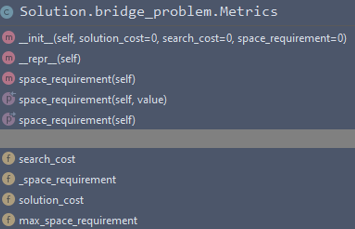 Solution.bridge_problem.Metrics
__init__(self, solution_cost=0, search_cost=0, space_requirement=0)
__repr__(self)
space_requirement(self)
space_requirement(self, value)
space_requirement(self)
search_cost
_space_requirement
solution_cost
max_space_requirement